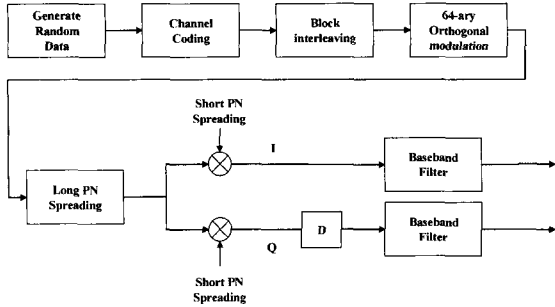 Generate
Random
Data
Channel
Coding
Block
interleaving
64-ary
Orthogonal
modulation
Short PN
Spreading
I
Baseband
Filter
Long PN
Spreading
Q
D
Baseband
Filter
Short PN
Spreading